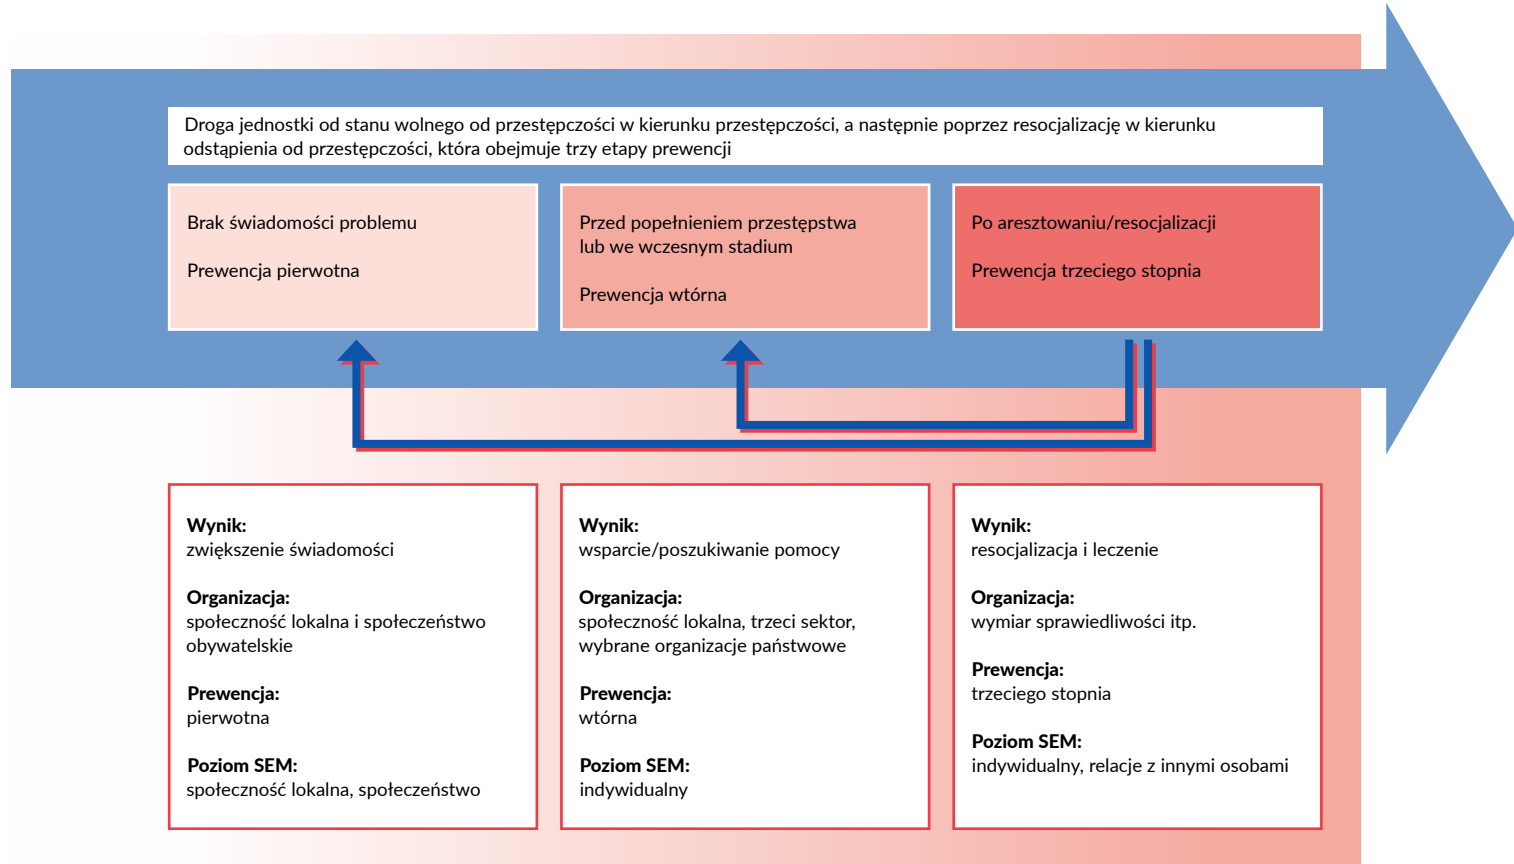 Droga jednostki od stanu wolnego od przestępczości w kierunku przestępczości, a następnie poprzez resocjalizację w kierunku
odstąpienia od przestępczości, która obejmuje trzy etapy prewencji
Brak świadomości problemu
Prewencja pierwotna
Przed popełnieniem przestępstwa
lub we wczesnym stadium
Prewencja wtórna
Po aresztowaniu/resocjalizacji
Prewencja trzeciego stopnia
Wynik:
zwiększenie świadomości
Organizacja:
społeczność lokalna i społeczeństwo
obywatelskie
Prewencja:
pierwotna
Poziom SEM:
społeczność lokalna, społeczeństwo
Wynik:
wsparcie/poszukiwanie pomocy
Organizacja:
społeczność lokalna, trzeci sektor,
wybrane organizacje państwowe
Prewencja:
wtórna
Poziom SEM:
indywidualny
Wynik:
resocjalizacja i leczenie
Organizacja:
wymiar sprawiedliwości itp.
Prewencja:
trzeciego stopnia
Poziom SEM:
indywidualny, relacje z innymi osobami